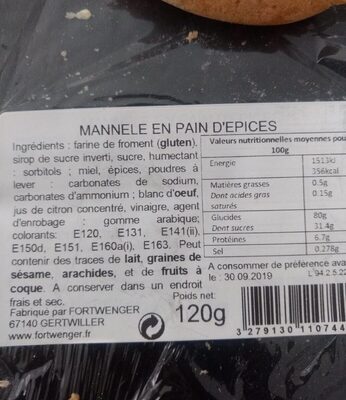 MANNELE EN PAIN D'EPICES
Ingrédients : farine de froment (gluten),
sirop de sucre inverti, sucre, humectant
: sorbitols ; miel, épices, poudres à
lever : carbonates de sodium,
carbonates d'ammonium ; blanc d'oeuf,
jus de citron concentré, vinaigre, agent
d'enrobage : gomme arabique;
colorants: E120, E131, E141(ii),
E150d, E151, E160a(i), E163. Peut
contenir des traces de lait, graines de
sésame, arachides, et de fruits à
coque. A conserver dans un endroit
frais et sec.
Fabriqué par FORTWENGER
67140 GERTWILLER
www.fortwenger.fr
Valeurs nutritionnelles moyennes pou
100g
Energie 1513kJ
356kcal
Matières grasses 0.5g
Dont acides gras 0.15g
saturés
Glucides 80g
Dont sucres 31.4g
Protéines 6.7g
Sel 0.278g
A consommer de préférence ava
le : 30.09.2019 L 94.2.5.22
Poids net:
120g
3 279130 110744